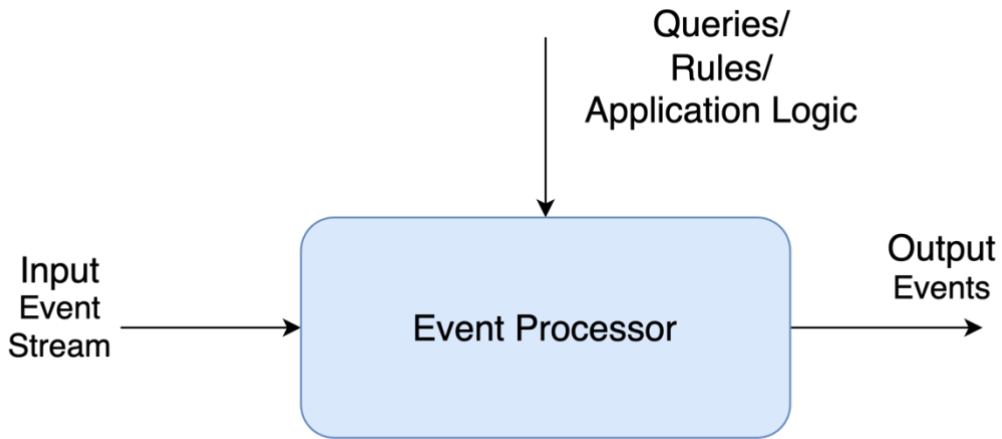 Queries/
Rules/
Application Logic
Input
Event
Stream
Event Processor
Output
Events